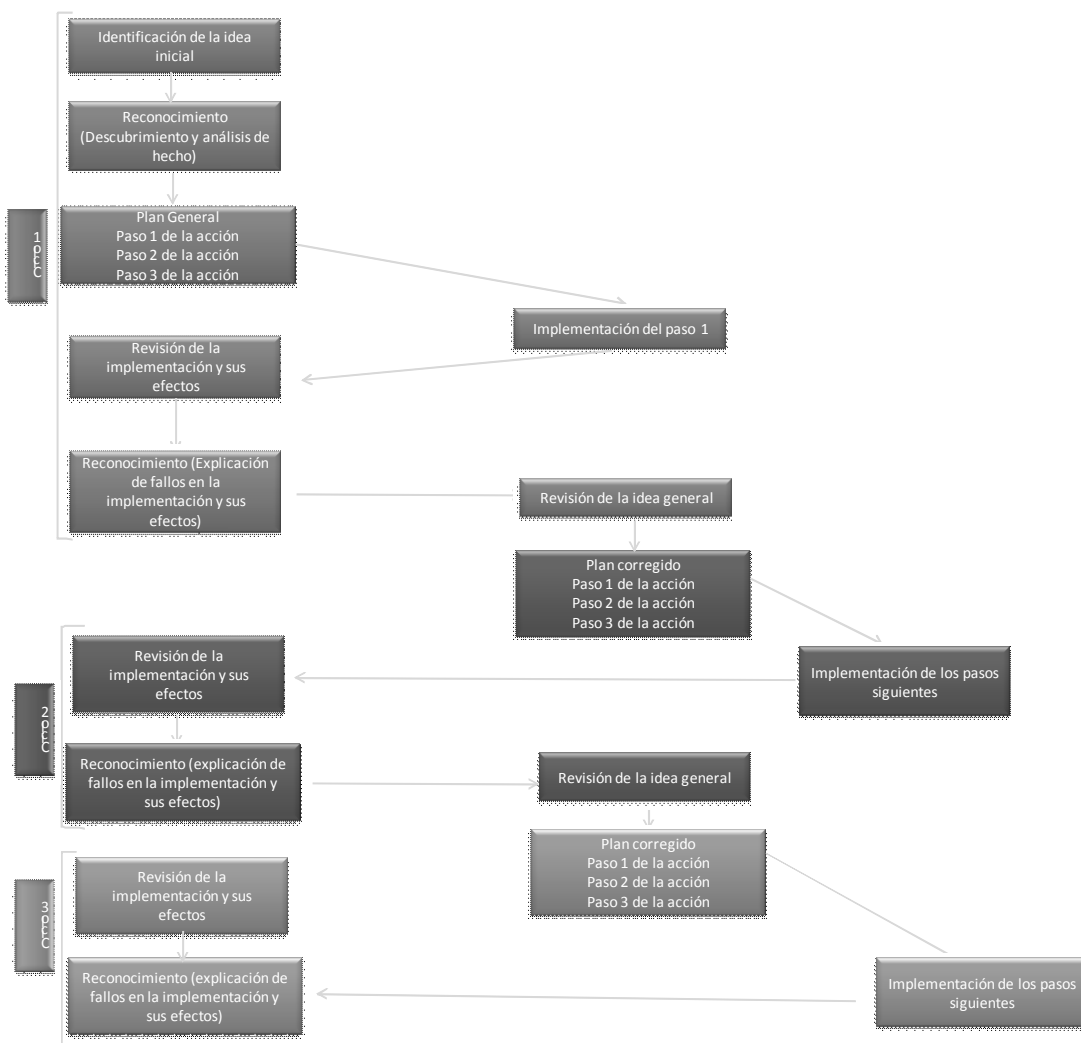 Identificación de la idea
inicial
Reconocimiento
(Descubrimiento y análisis de
hecho)
Plan General
Paso 1 de la acción
Paso 2 de la acción
Paso 3 de la acción
Implementación del paso 1
Revisión de la
implementación y sus
efectos
Reconocimiento (Explicación
de fallos en la
implementación y sus
efectos)
Revisión de la idea general
Plan corregido
Paso 1 de la acción
Paso 2 de la acción
Paso 3 de la acción
Revisión de la
implementación y sus
efectos
Implementación de los pasos
siguientes
Reconocimiento (explicación de
fallos en la implementación y
sus efectos)
Revisión de la idea general
Plan corregido
Paso 1 de la acción
Paso 2 de la acción
Paso 3 de la acción
Revisión de la
implementación y sus
efectos
Reconocimiento (explicación de
fallos en la implementación y
sus efectos)
Implementación de los pasos
siguientes
1
2
3